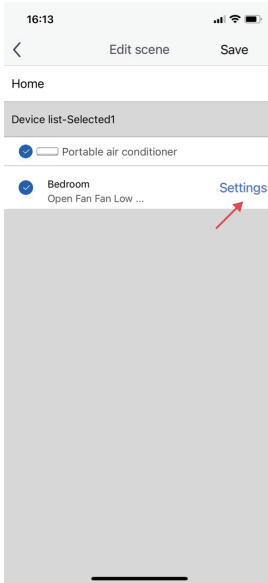 16:13
Edit scene
Save
Home
Device list-Selected1
Portable air conditioner
Bedroom
Settings
Open Fan Fan Low ...